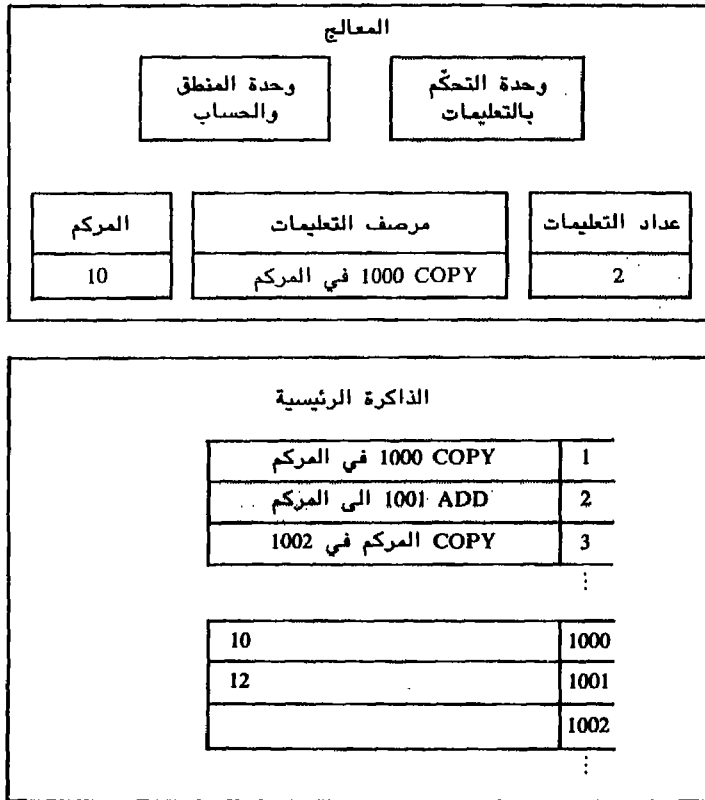 المعالج
وحدة التحكّم
بالتعليمات
وحدة المنطق
والحساب
عداد التعليمات
2
مرصف التعليمات
COPY 1000 في المركم
المركم
10
الذاكرة الرئيسية
1 COPY 1000 في المركم
2 ADD 1001 الى المركم
3 COPY المركم في 1002
⋮
1000 10
1001 12
1002
⋮